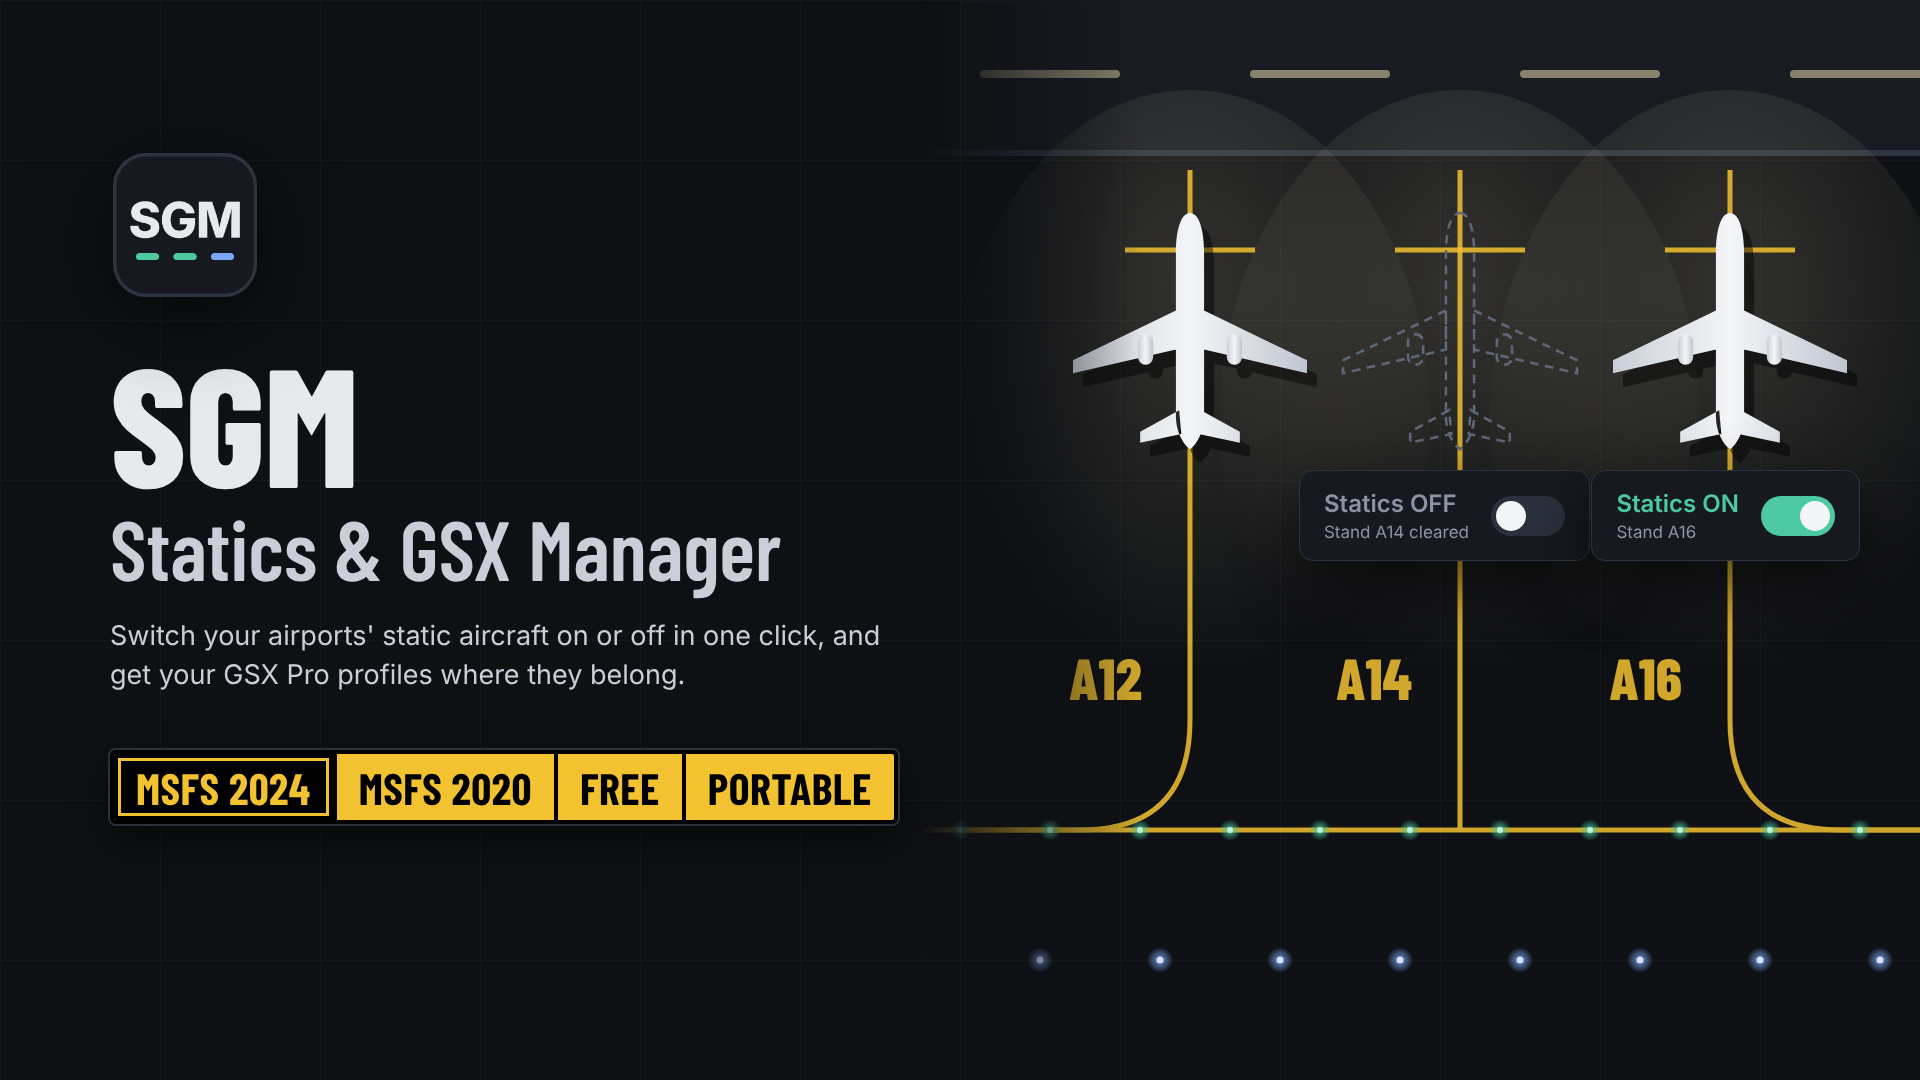 SGM
SGM
Statics & GSX Manager
Switch your airports' static aircraft on or off in one click, and
get your GSX Pro profiles where they belong.
MSFS 2024 MSFS 2020 FREE PORTABLE
Statics OFF
Stand A14 cleared
Statics ON
Stand A16
A12 A14 A16